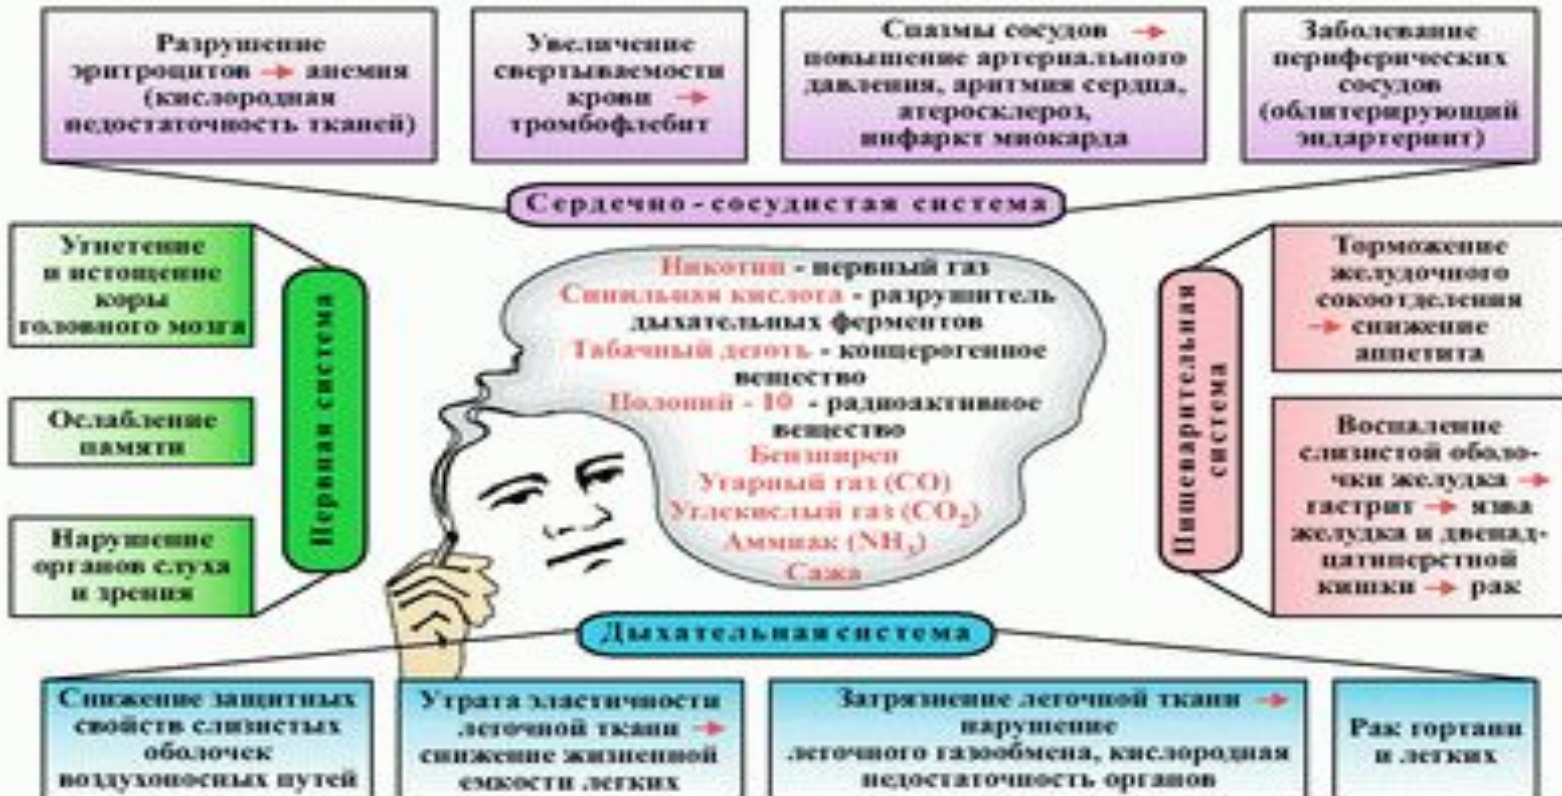 Разрушение
эритроцитов → анемия
(кислородная
недостаточность тканей)
Увеличение
свертываемости
крови →
тромбофлебит
Спазмы сосудов →
повышение артериального
давления, аритмия сердца,
атеросклероз,
инфаркт миокарда
Заболевание
периферических
сосудов
(облитерирующий
эндартериит)
Сердечно-сосудистая система
Угнетение
и истощение
коры
головного мозга
Ослабление
памяти
Нарушение
органов слуха
и зрения
Нервная система
Никотин - нервный газ
Синильная кислота - разрушитель
дыхательных ферментов
Табачный деготь - концерогенное
вещество
Полоний - 10 - радиоактивное
вещество
Бензпирен
Угарный газ (CO)
Углекислый газ (CO₂)
Аммиак (NH₃)
Сажа
Пищеварительная
система
Торможение
желудочного
сокоотделения
→ снижение
аппетита
Воспаление
слизистой оболо-
чки желудка →
гастрит → язва
желудка и двенад-
цатиперстной
кишки → рак
Дыхательная система
Снижение защитных
свойств слизистых
оболочек
воздухоносных путей
Утрата эластичности
легочной ткани →
снижение жизненной
емкости легких
Загрязнение легочной ткани →
нарушение
легочного газообмена, кислородная
недостаточность органов
Рак гортани
и легких